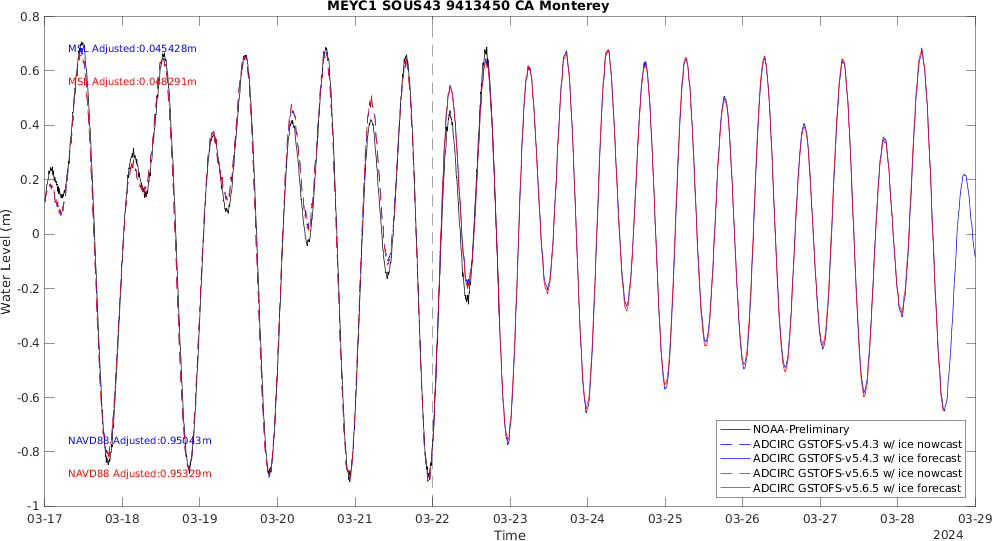 MEYC1 SOUS43 9413450 CA Monterey
Water Level (m)
0.8
0.6
0.4
0.2
0
-0.2
-0.4
-0.6
-0.8
-1
MSL Adjusted:0.045428m
MSL Adjusted:0.048291m
NAVD88 Adjusted:0.95043m
NAVD88 Adjusted:0.95329m
NOAA-Preliminary
ADCIRC GSTOFS-v5.4.3 w/ ice nowcast
ADCIRC GSTOFS-v5.4.3 w/ ice forecast
ADCIRC GSTOFS-v5.6.5 w/ ice nowcast
ADCIRC GSTOFS-v5.6.5 w/ ice forecast
03-17 03-18 03-19 03-20 03-21 03-22 03-23 03-24 03-25 03-26 03-27 03-28 03-29
Time
2024